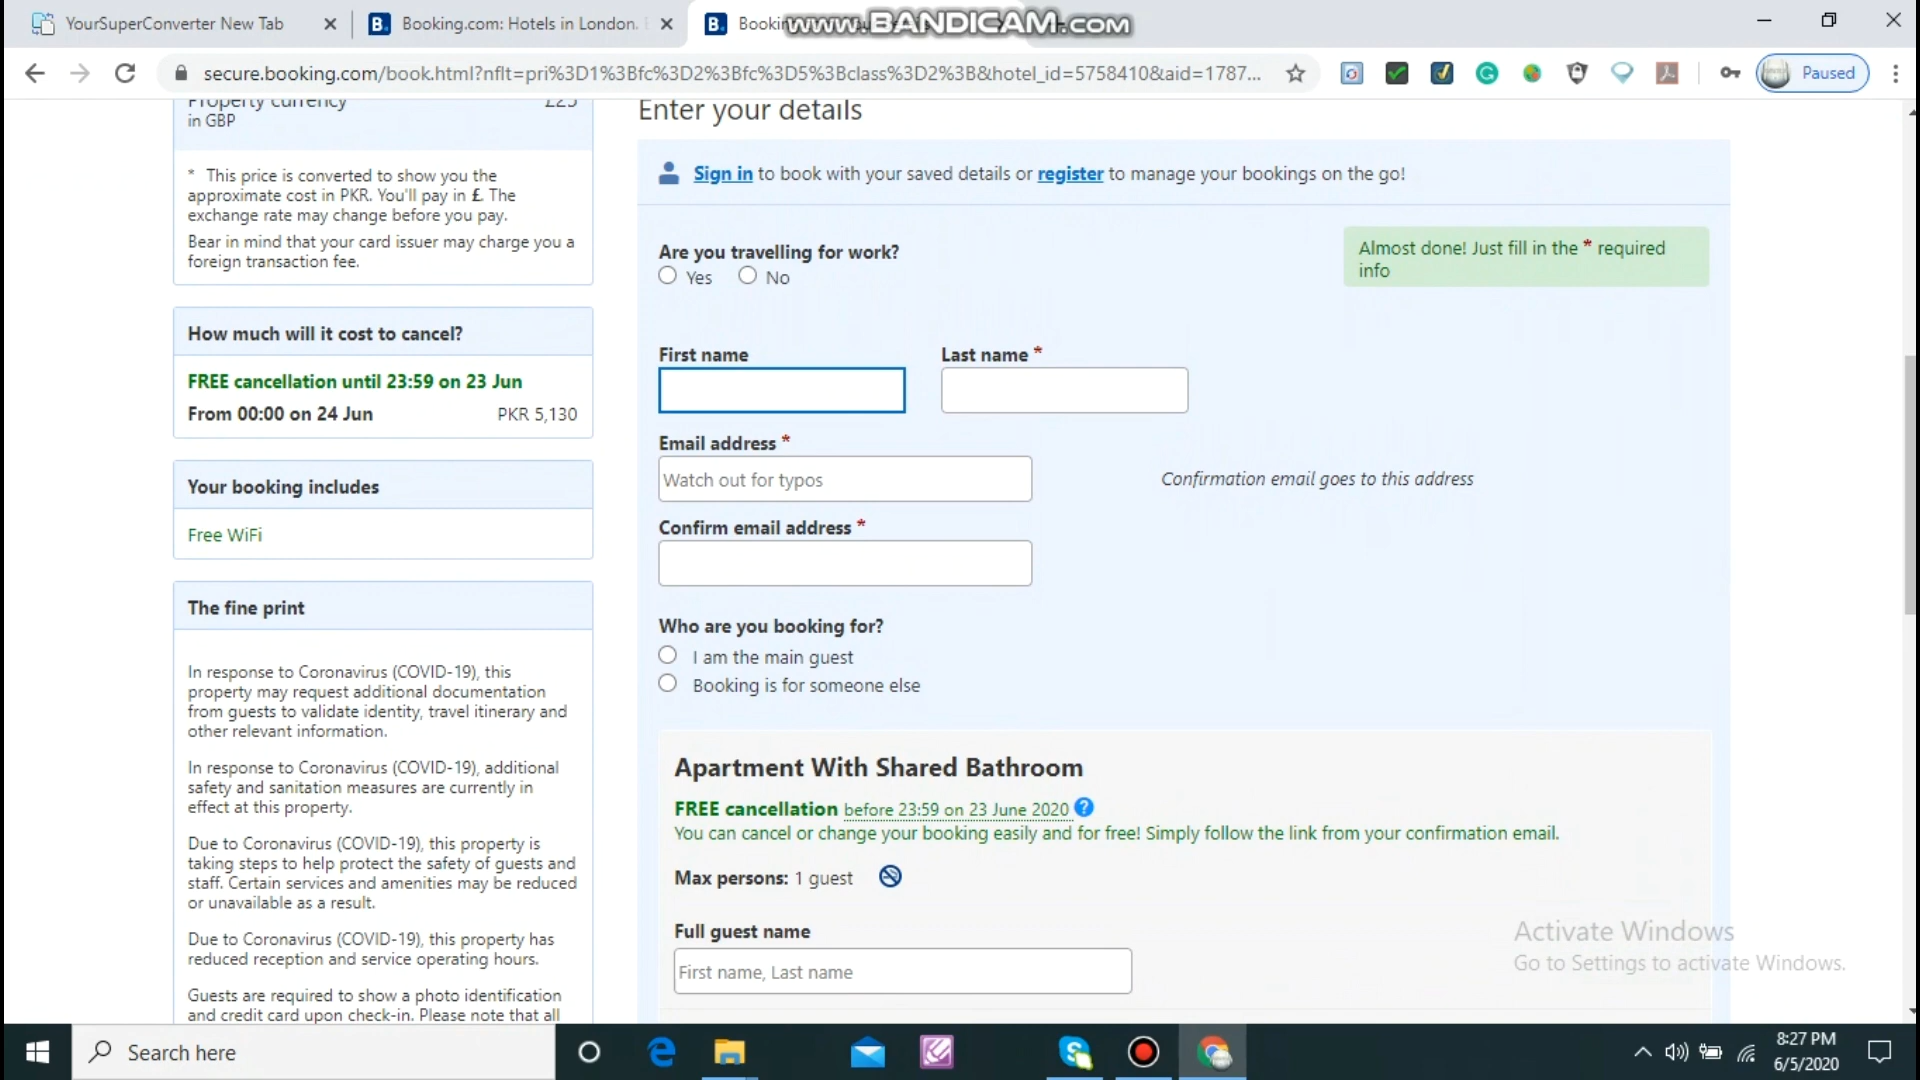 YourSuperConverter New Tab
Booking.com: Hotels in London.
Bookin
www.BANDICAM.com
secure.booking.com/book.html?nflt=pri%3D1%3Bfc%3D2%3Bfc%3D5%3Bclass%3D2%3B&hotel_id=5758410&aid=1787...
Paused
Property currency £25
in GBP
* This price is converted to show you the
approximate cost in PKR. You'll pay in £. The
exchange rate may change before you pay.
Bear in mind that your card issuer may charge you a
foreign transaction fee.
How much will it cost to cancel?
FREE cancellation until 23:59 on 23 Jun
From 00:00 on 24 Jun PKR 5,130
Your booking includes
Free WiFi
The fine print
In response to Coronavirus (COVID-19), this
property may request additional documentation
from guests to validate identity, travel itinerary and
other relevant information.
In response to Coronavirus (COVID-19), additional
safety and sanitation measures are currently in
effect at this property.
Due to Coronavirus (COVID-19), this property is
taking steps to help protect the safety of guests and
staff. Certain services and amenities may be reduced
or unavailable as a result.
Due to Coronavirus (COVID-19), this property has
reduced reception and service operating hours.
Guests are required to show a photo identification
and credit card upon check-in. Please note that all
Enter your details
Sign in to book with your saved details or register to manage your bookings on the go!
Are you travelling for work?
Yes No
Almost done! Just fill in the * required
info
First name Last name *
Email address *
Watch out for typos
Confirmation email goes to this address
Confirm email address *
Who are you booking for?
I am the main guest
Booking is for someone else
Apartment With Shared Bathroom
FREE cancellation before 23:59 on 23 June 2020 ?
You can cancel or change your booking easily and for free! Simply follow the link from your confirmation email.
Max persons: 1 guest
Full guest name
First name, Last name
Activate Windows
Go to Settings to activate Windows.
Search here
8:27 PM
6/5/2020